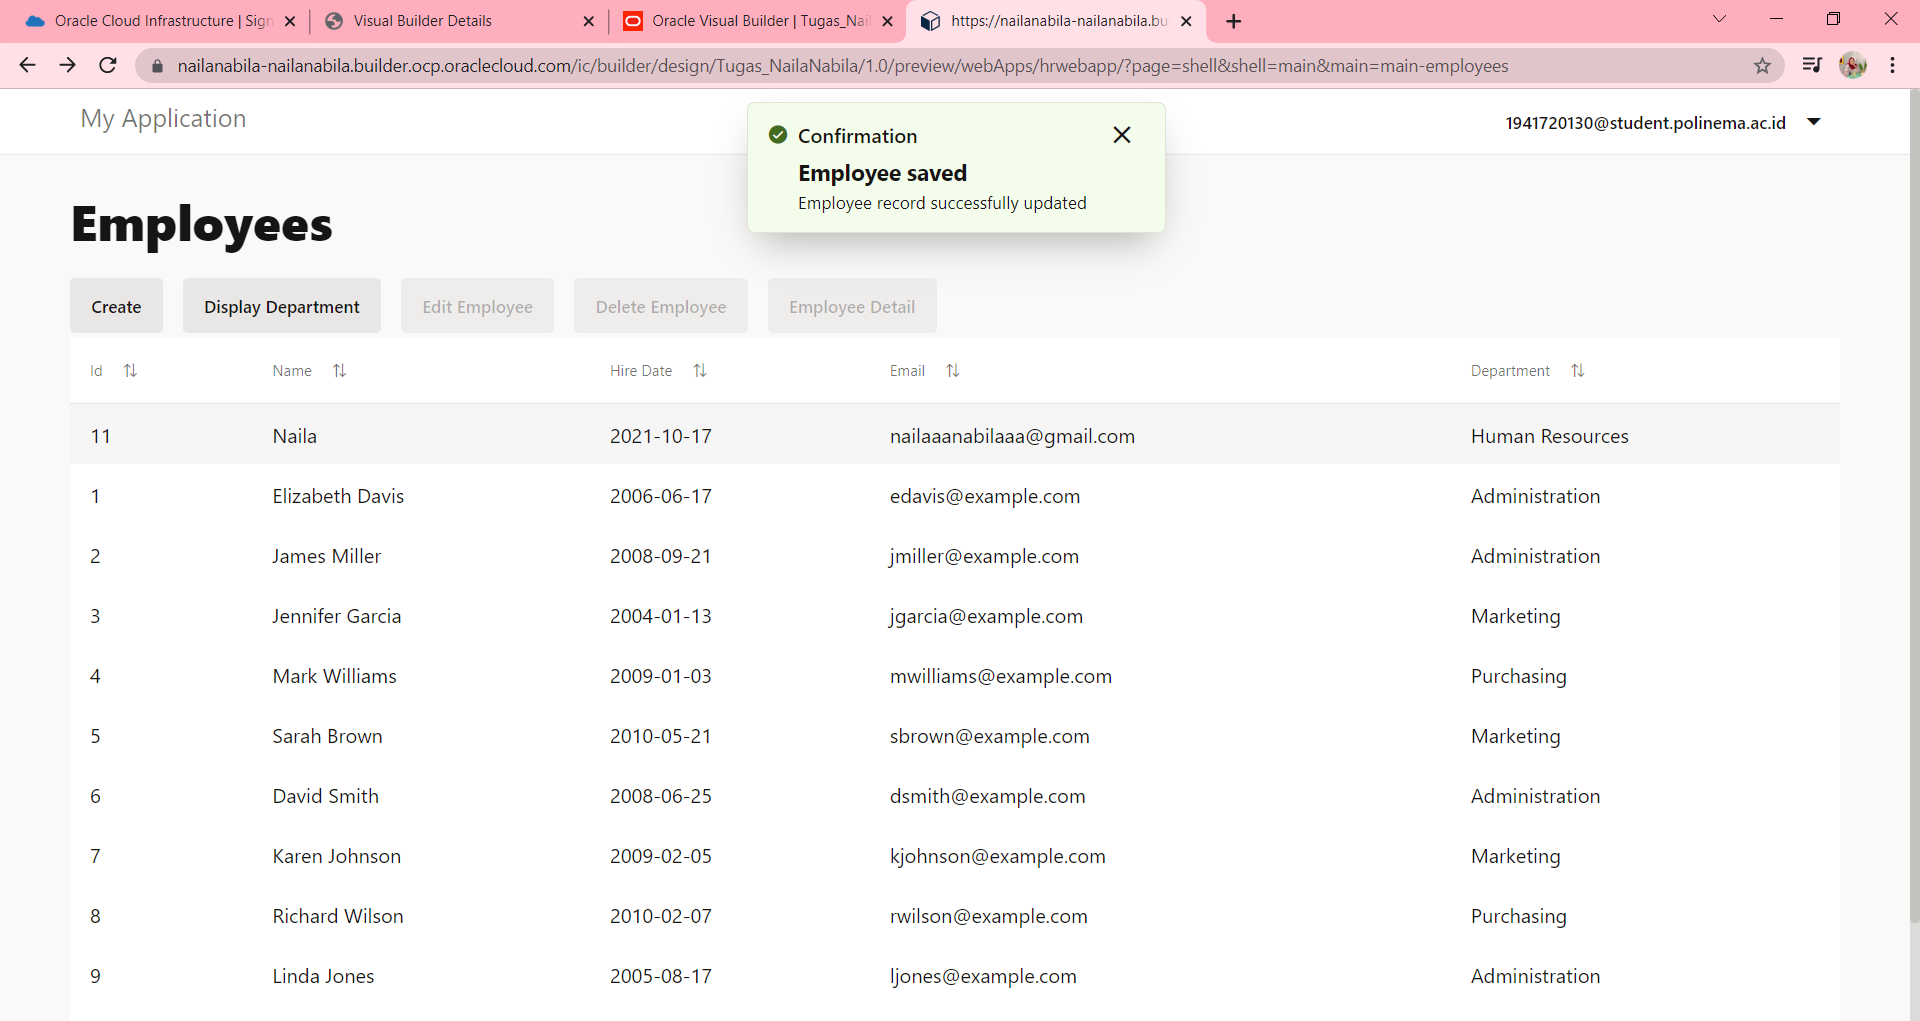 Oracle Cloud Infrastructure | Sign
Visual Builder Details
Oracle Visual Builder | Tugas_Nail
https://nailanabila-nailanabila.bu
nailanabila-nailanabila.builder.ocp.oraclecloud.com/ic/builder/design/Tugas_NailaNabila/1.0/preview/webApps/hrwebapp/?page=shell&shell=main&main=main-employees
My Application
1941720130@student.polinema.ac.id
Confirmation
Employee saved
Employee record successfully updated
Employees
Create Display Department Edit Employee Delete Employee Employee Detail
Id Name Hire Date Email Department
11 Naila 2021-10-17 nailaaanabilaaa@gmail.com Human Resources
1 Elizabeth Davis 2006-06-17 edavis@example.com Administration
2 James Miller 2008-09-21 jmiller@example.com Administration
3 Jennifer Garcia 2004-01-13 jgarcia@example.com Marketing
4 Mark Williams 2009-01-03 mwilliams@example.com Purchasing
5 Sarah Brown 2010-05-21 sbrown@example.com Marketing
6 David Smith 2008-06-25 dsmith@example.com Administration
7 Karen Johnson 2009-02-05 kjohnson@example.com Marketing
8 Richard Wilson 2010-02-07 rwilson@example.com Purchasing
9 Linda Jones 2005-08-17 ljones@example.com Administration